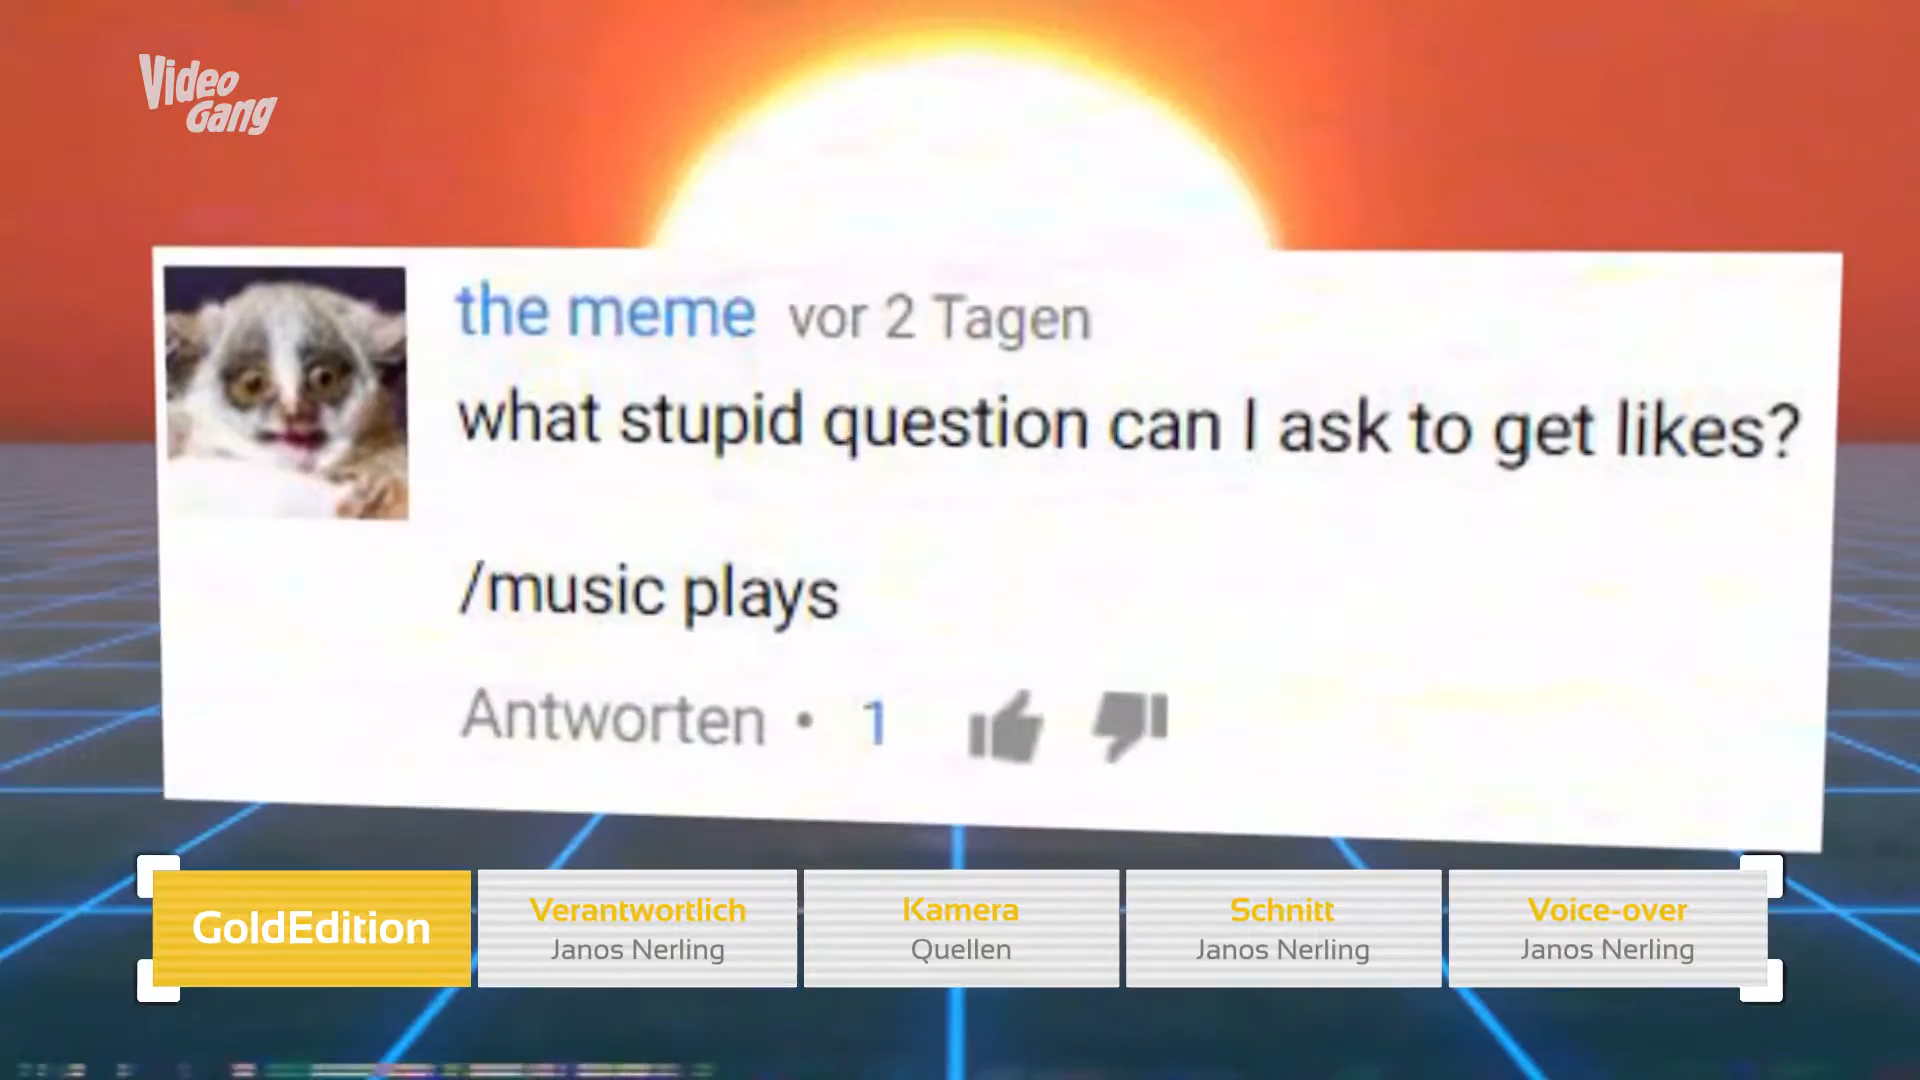 Video
Gang
the meme vor 2 Tagen
what stupid question can I ask to get likes?
/music plays
Antworten • 1
GoldEdition
Verantwortlich
Janos Nerling
Kamera
Quellen
Schnitt
Janos Nerling
Voice-over
Janos Nerling